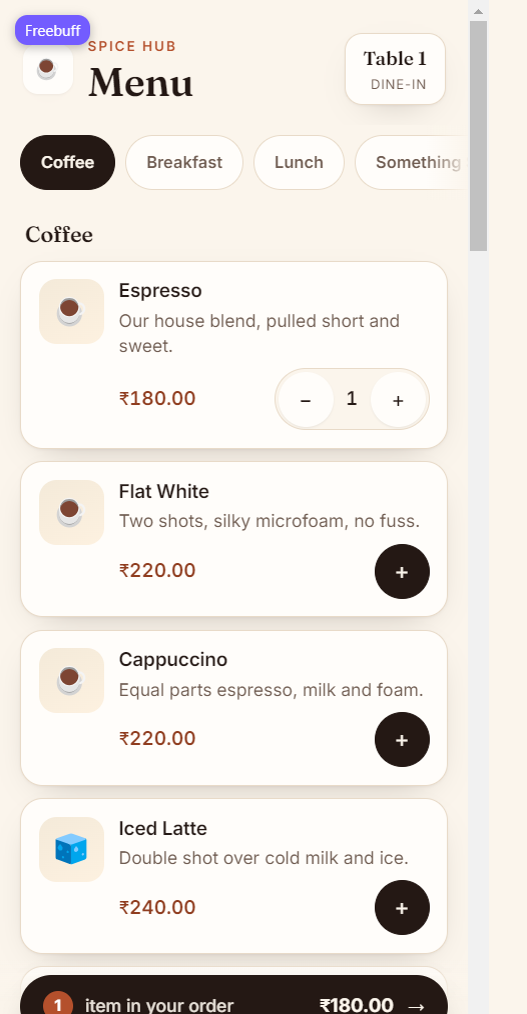 Freebuff
SPICE HUB
Menu
Table 1
DINE-IN
Coffee
Breakfast
Lunch
Something
Coffee
Espresso
Our house blend, pulled short and
sweet.
₹180.00
− 1 +
Flat White
Two shots, silky microfoam, no fuss.
₹220.00
+
Cappuccino
Equal parts espresso, milk and foam.
₹220.00
+
Iced Latte
Double shot over cold milk and ice.
₹240.00
+
1 item in your order ₹180.00 →